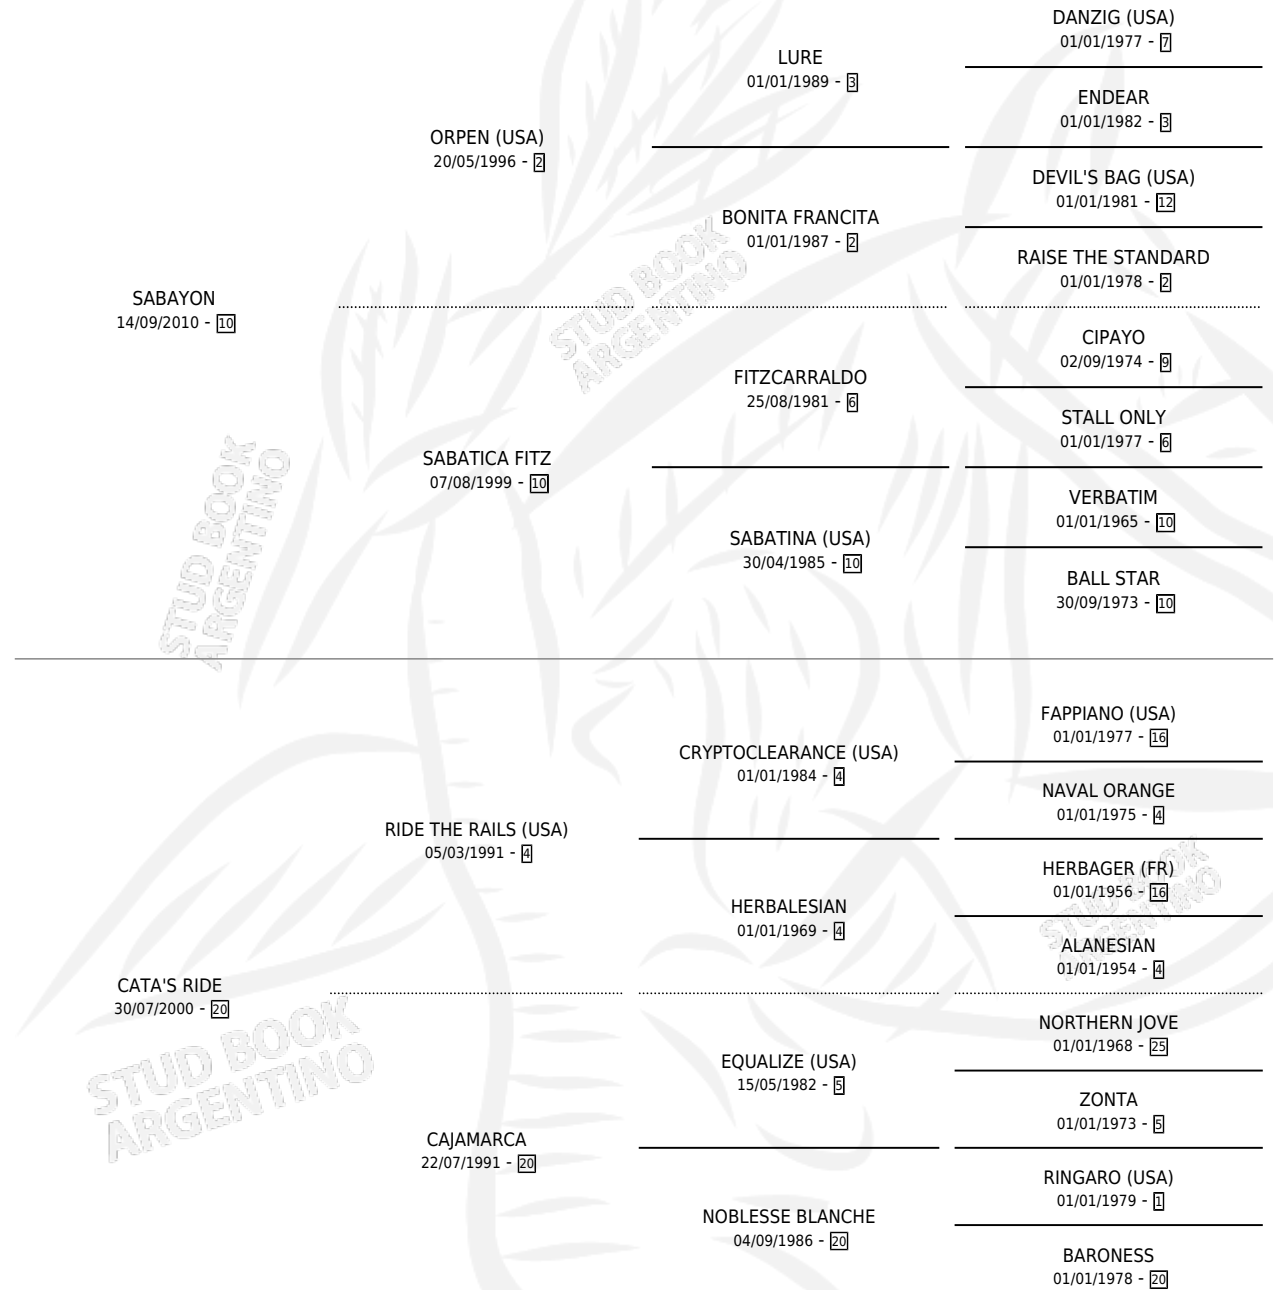 DANZIG (USA)
01/01/1977 - 7
LURE
01/01/1989 - 3
ENDEAR
01/01/1982 - 3
ORPEN (USA)
20/05/1996 - 2
DEVIL'S BAG (USA)
01/01/1981 - 12
BONITA FRANCITA
01/01/1987 - 2
RAISE THE STANDARD
01/01/1978 - 2
SABAYON
14/09/2010 - 10
CIPAYO
02/09/1974 - 9
FITZCARRALDO
25/08/1981 - 6
STALL ONLY
01/01/1977 - 6
SABATICA FITZ
07/08/1999 - 10
VERBATIM
01/01/1965 - 10
SABATINA (USA)
30/04/1985 - 10
BALL STAR
30/09/1973 - 10
STUD BOOK
ARGENTINO
STUD BOOK
ARGENTINO
FAPPIANO (USA)
01/01/1977 - 16
CRYPTOCLEARANCE (USA)
01/01/1984 - 4
NAVAL ORANGE
01/01/1975 - 4
RIDE THE RAILS (USA)
05/03/1991 - 4
HERBAGER (FR)
01/01/1956 - 16
HERBALESIAN
01/01/1969 - 4
ALANESIAN
01/01/1954 - 4
STUD BOOK
ARGENTINO
CATA'S RIDE
30/07/2000 - 20
NORTHERN JOVE
01/01/1968 - 25
EQUALIZE (USA)
15/05/1982 - 5
ZONTA
01/01/1973 - 5
STUD BOOK
ARGENTINO
CAJAMARCA
22/07/1991 - 20
RINGARO (USA)
01/01/1979 - 1
NOBLESSE BLANCHE
04/09/1986 - 20
BARONESS
01/01/1978 - 20